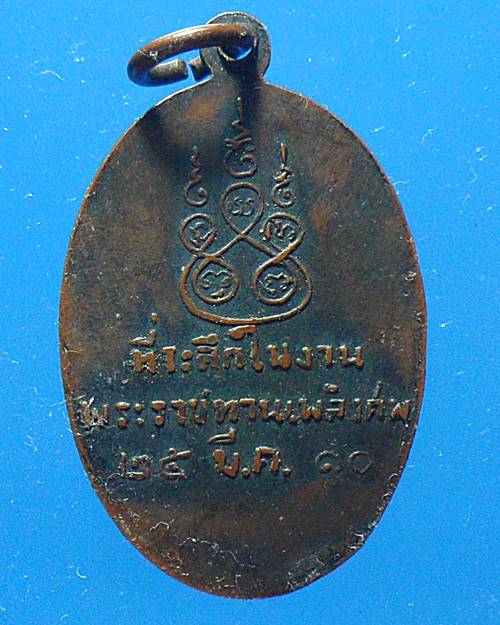 ที่ระลึกในงาน
พระราชทานเพลิงศพ
๒๕ มี.ค. ๑๐